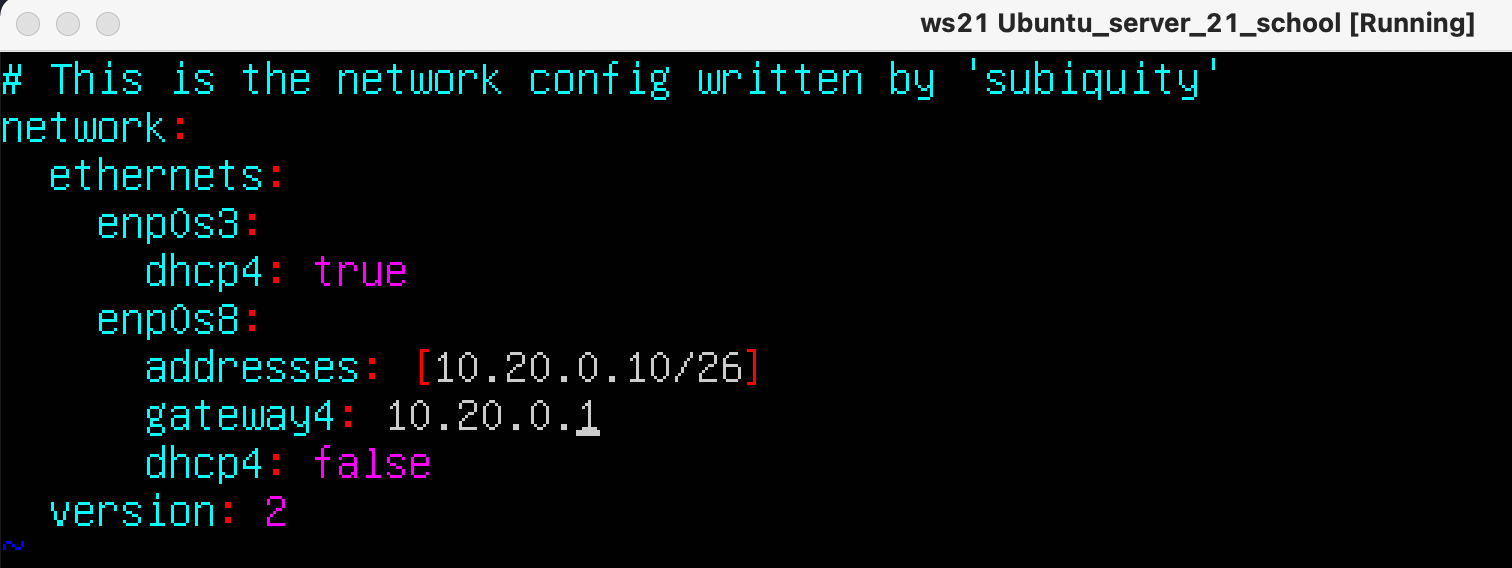 ws21 Ubuntu_server_21_school [Running]
# This is the network config written by 'subiquity'
network:
  ethernets:
    enp0s3:
      dhcp4: true
    enp0s8:
      addresses: [10.20.0.10/26]
      gateway4: 10.20.0.1
      dhcp4: false
  version: 2
~